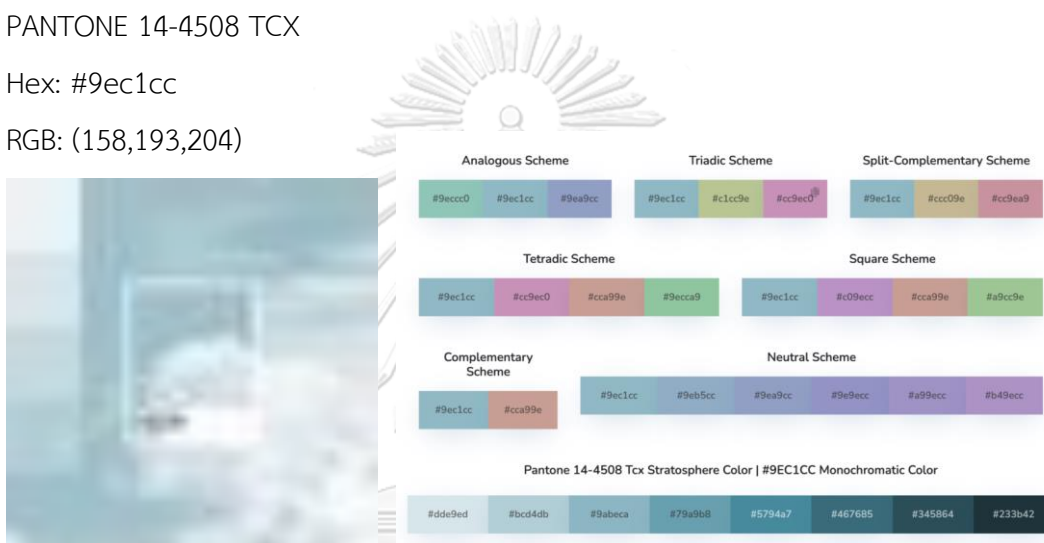 PANTONE 14-4508 TCX
Hex: #9ec1cc
RGB: (158,193,204)
Analogous Scheme
#9eccc0 #9ec1cc #9ea9cc
Triadic Scheme
#9ec1cc #c1cc9e #cc9ec0
Split-Complementary Scheme
#9ec1cc #ccc09e #cc9ea9
Tetradic Scheme
#9ec1cc #cc9ec0 #cca99e #9ecca9
Square Scheme
#9ec1cc #c09ecc #cca99e #a9cc9e
Complementary
Scheme
#9ec1cc #cca99e
Neutral Scheme
#9ec1cc #9eb5cc #9ea9cc #9e9ecc #a99ecc #b49ecc
Pantone 14-4508 Tcx Stratosphere Color | #9EC1CC Monochromatic Color
#dde9ed #bcd4db #9abeca #79a9b8 #5794a7 #467685 #345864 #233b42